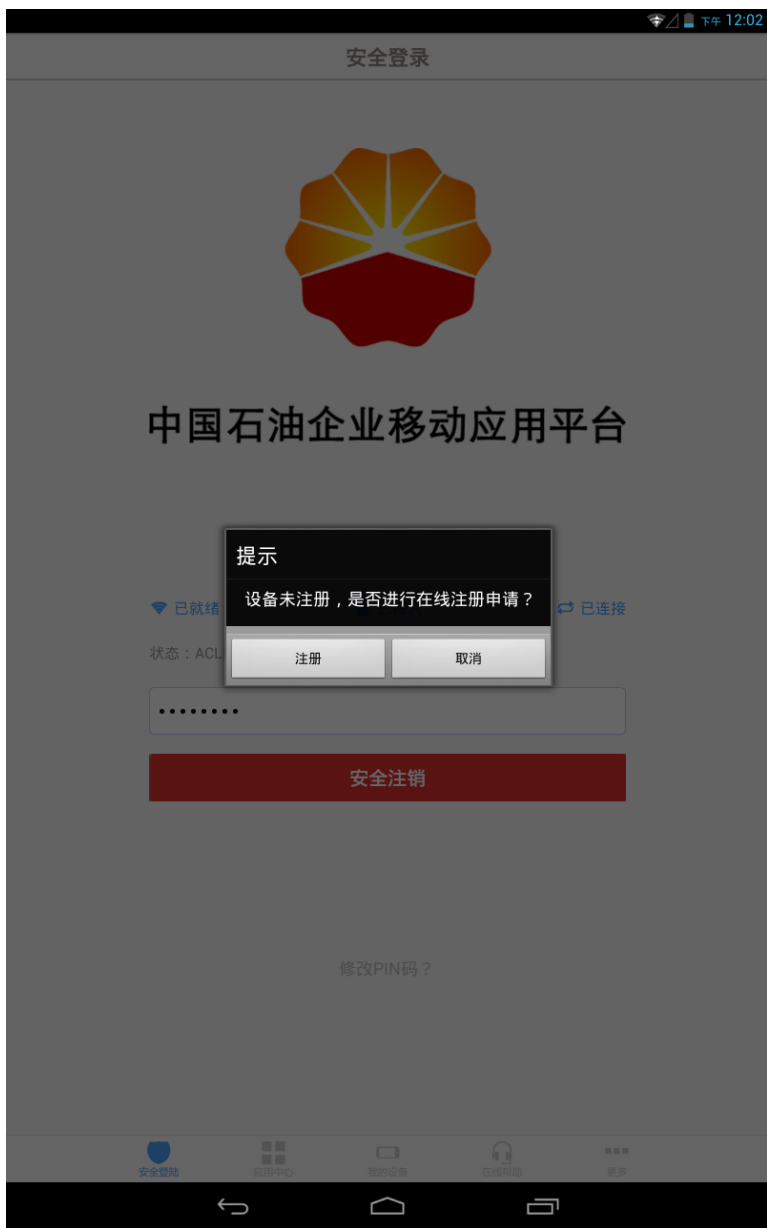 下午 12:02
安全登录
中国石油企业移动应用平台
提示
已就绪
设备未注册，是否进行在线注册申请？
已连接
状态：ACL
注册
取消
••••••••
安全注销
修改PIN码？
安全登陆
应用中心
我的设备
在线帮助
更多